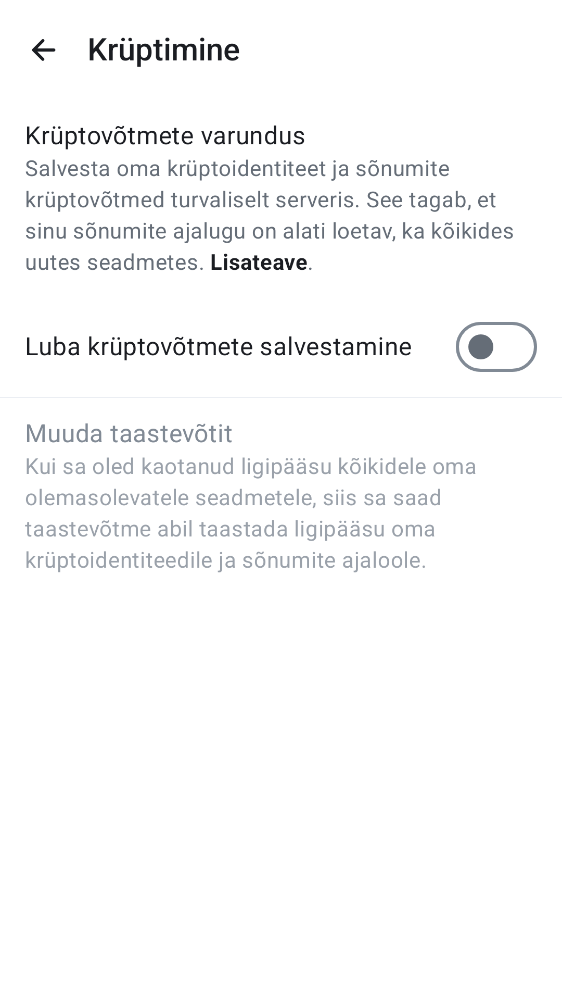 Krüptimine
Krüptovõtmete varundus
Salvesta oma krüptoidentiteet ja sõnumite
krüptovõtmed turvaliselt serveris. See tagab, et
sinu sõnumite ajalugu on alati loetav, ka kõikides
uutes seadmetes. Lisateave.
Luba krüptovõtmete salvestamine
Muuda taastevõtit
Kui sa oled kaotanud ligipääsu kõikidele oma
olemasolevatele seadmetele, siis sa saad
taastevõtme abil taastada ligipääsu oma
krüptoidentiteedile ja sõnumite ajaloole.